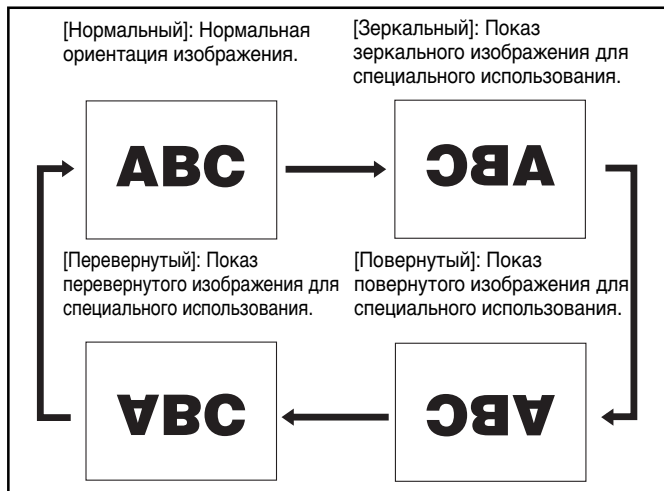 [Нормальный]: Нормальная
ориентация изображения.
[Зеркальный]: Показ
зеркального изображения для
специального использования.
ABC
ABC
[Перевернутый]: Показ
перевернутого изображения для
специального использования.
[Повернутый]: Показ
повернутого изображения для
специального использования.
ABC
ABC